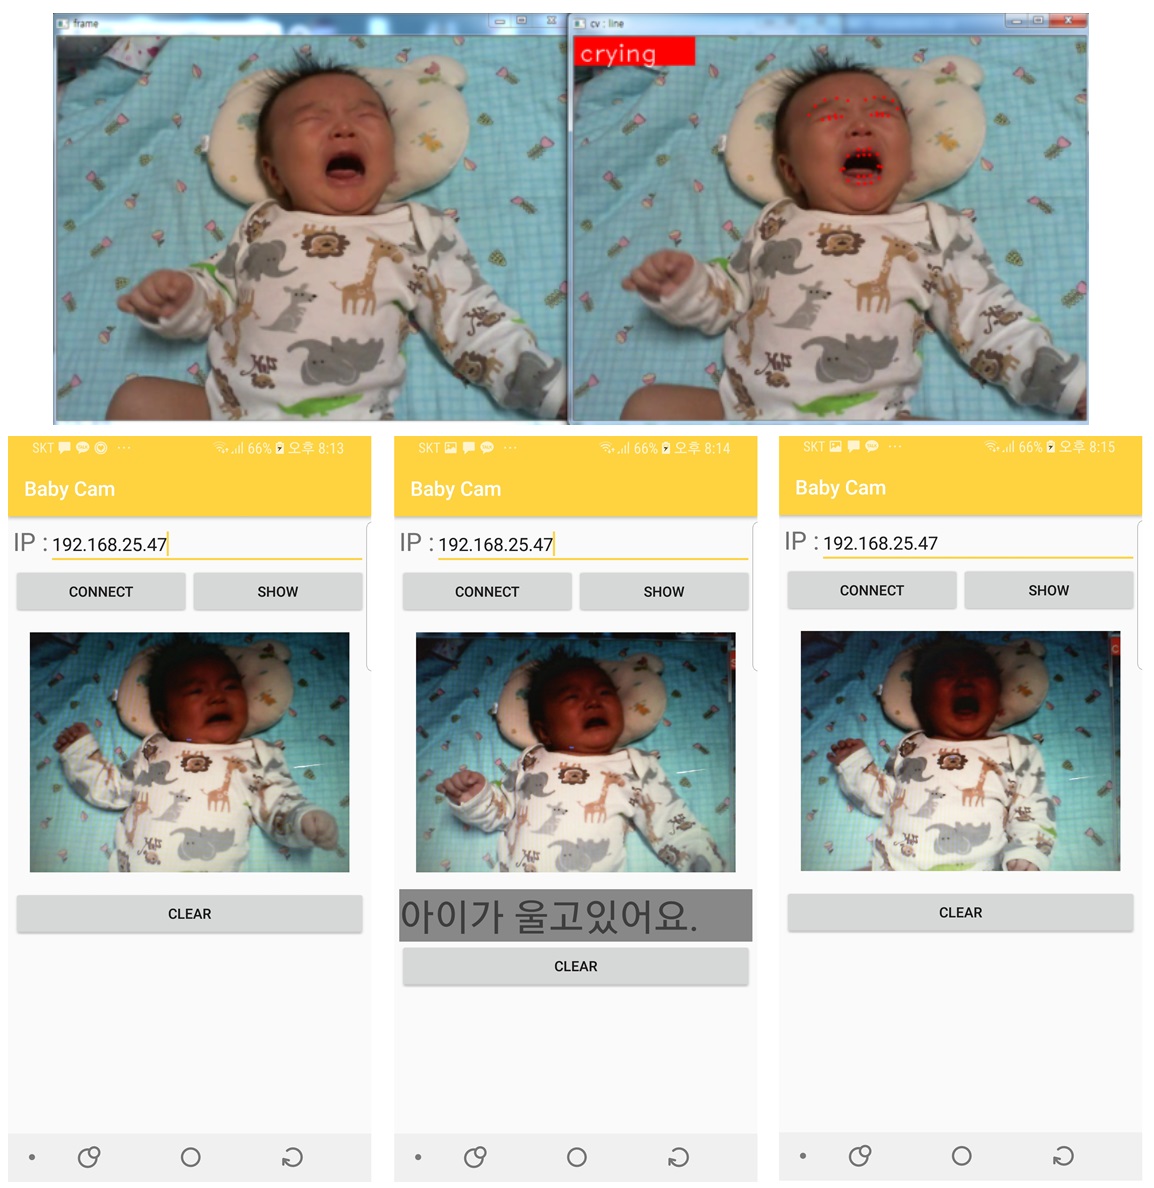 frame
cv : line
crying
SKT ... 66% 오후 8:13
Baby Cam
IP : 192.168.25.47
CONNECT SHOW
CLEAR
SKT ... 66% 오후 8:14
Baby Cam
IP : 192.168.25.47
CONNECT SHOW
아이가 울고있어요.
CLEAR
SKT ... 66% 오후 8:15
Baby Cam
IP : 192.168.25.47
CONNECT SHOW
C
CLEAR